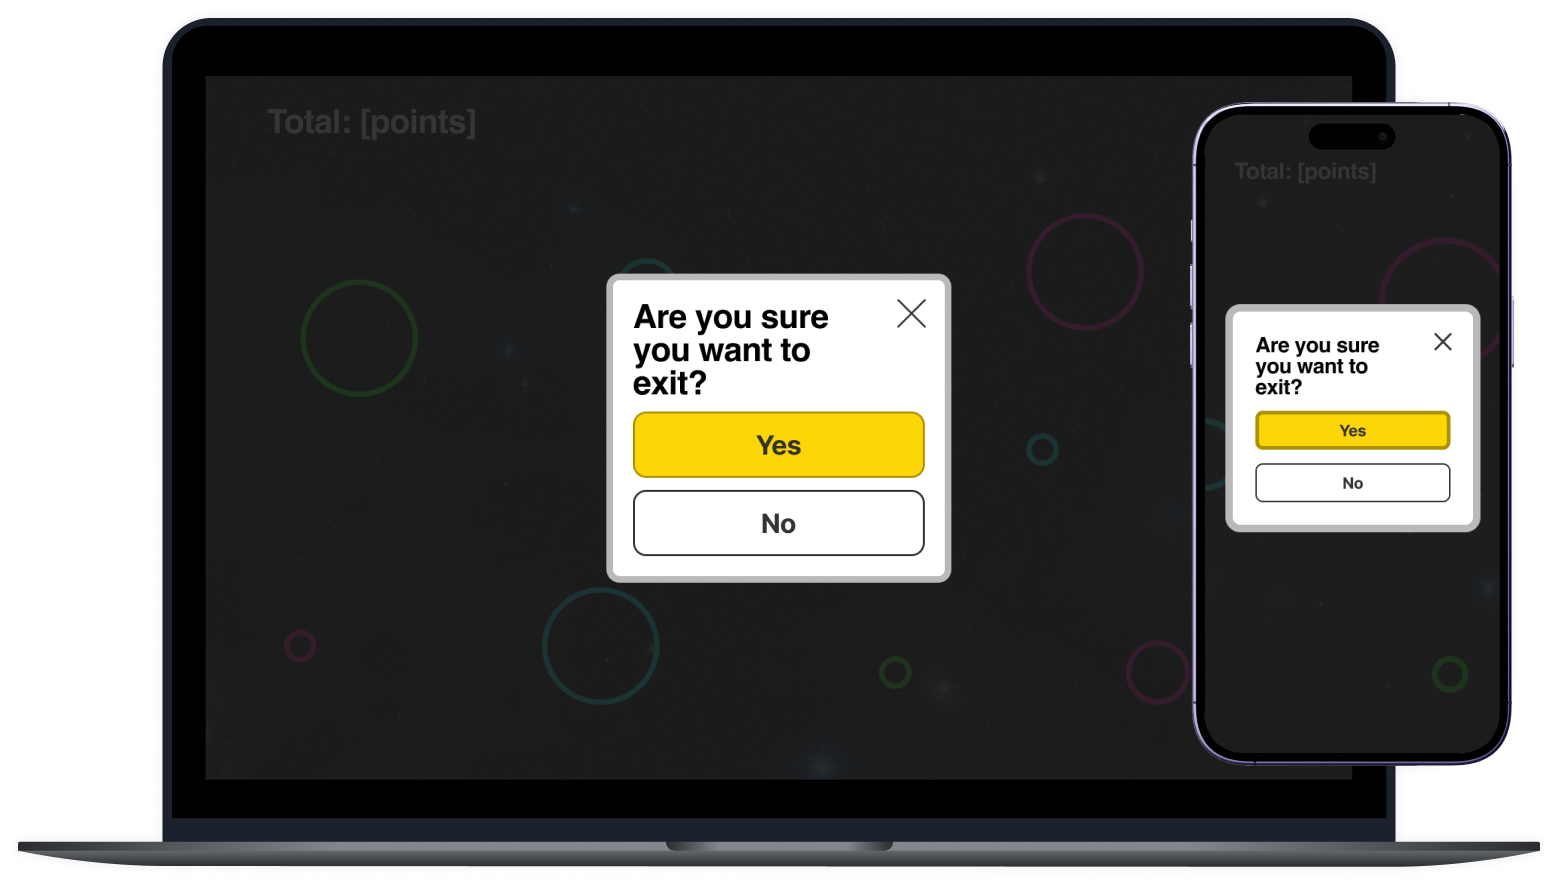 Total: [points]
Are you sure
you want to
exit?
Yes
No
Total: [points]
Are you sure
you want to
exit?
Yes
No